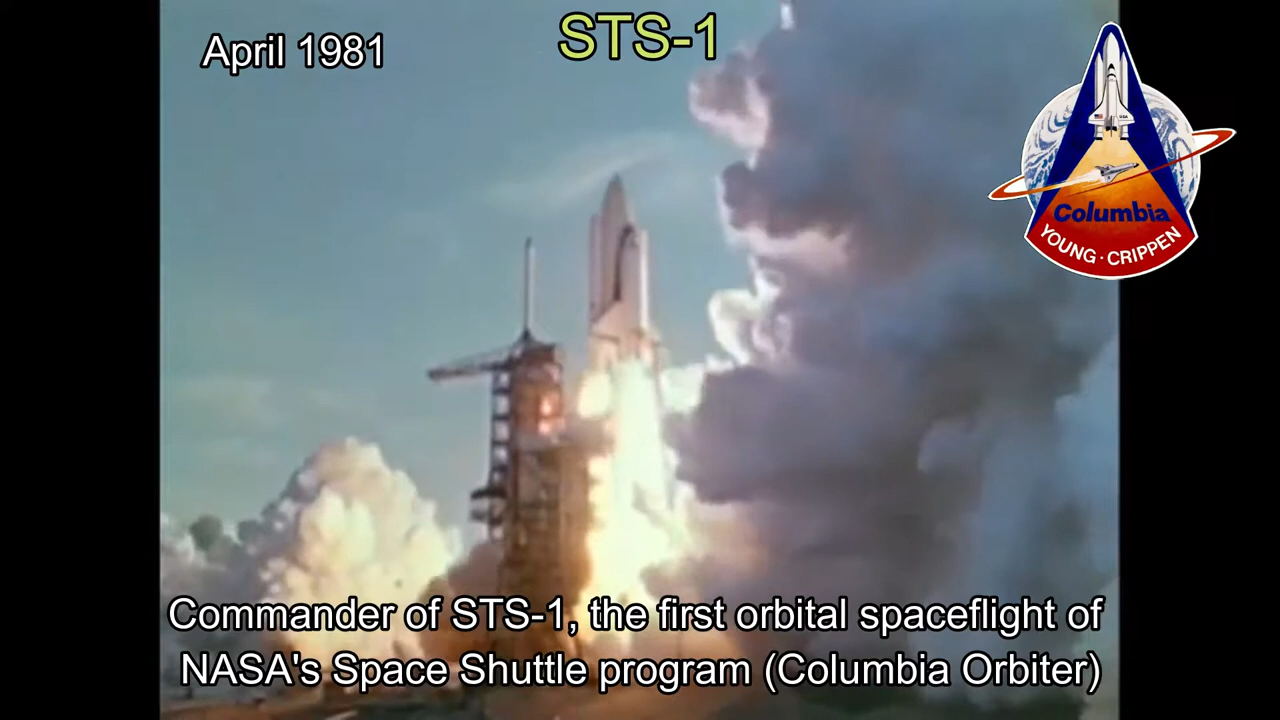 April 1981
STS-1
Columbia
YOUNG · CRIPPEN
Commander of STS-1, the first orbital spaceflight of
NASA's Space Shuttle program (Columbia Orbiter)